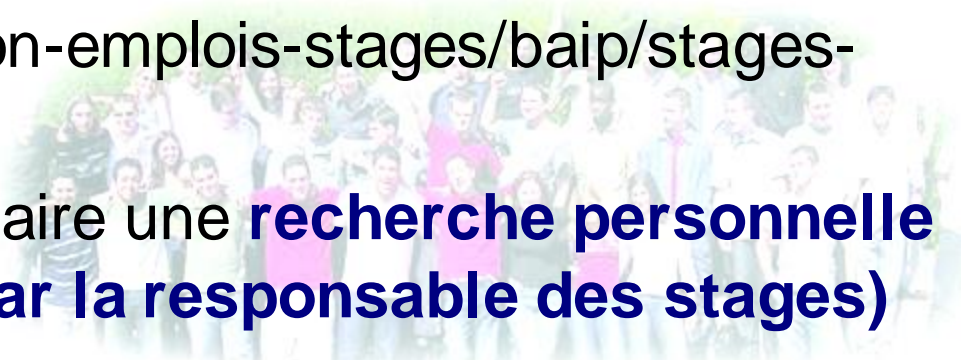 on-emplois-stages/baip/stages-
aire une recherche personnelle
ar la responsable des stages)